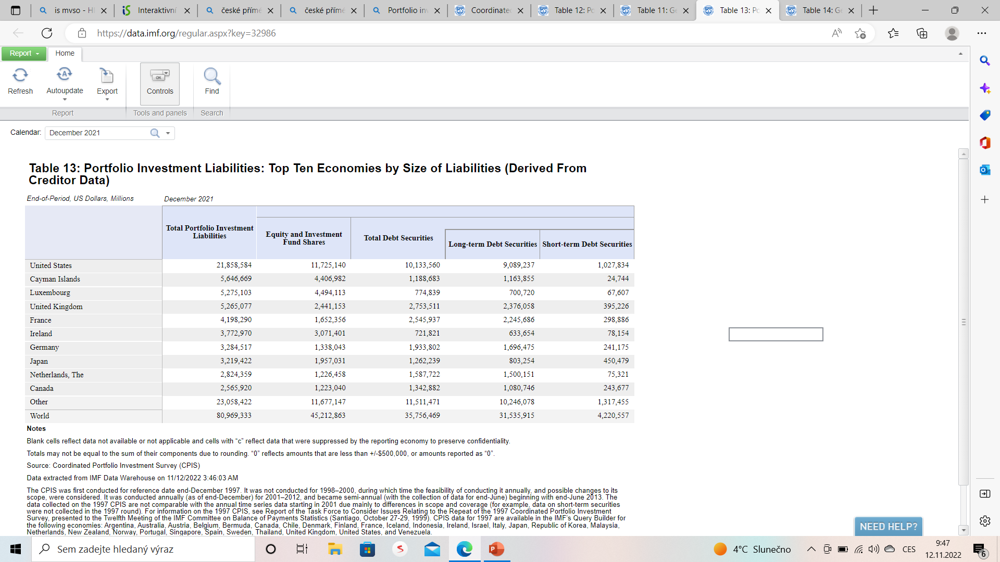 is mvso - Hl
Interaktivní
české přímé
české přímé
Portfolio inv
Coordinated
Table 12: Po
Table 11: Ge
Table 13: Po
Table 14: Ge
https://data.imf.org/regular.aspx?key=32986
Report Home
Refresh Autoupdate Export Controls Find
Report Tools and panels Search
Calendar: December 2021
Table 13: Portfolio Investment Liabilities: Top Ten Economies by Size of Liabilities (Derived From
Creditor Data)
End-of-Period, US Dollars, Millions December 2021
Total Portfolio Investment Liabilities Equity and Investment Fund Shares Total Debt Securities Long-term Debt Securities Short-term Debt Securities
United States 21,858,584 11,725,140 10,133,560 9,089,237 1,027,834
Cayman Islands 5,646,669 4,406,982 1,188,683 1,163,855 24,744
Luxembourg 5,275,103 4,494,113 774,839 700,720 67,607
United Kingdom 5,265,077 2,441,153 2,753,511 2,376,058 395,226
France 4,198,290 1,652,356 2,545,937 2,245,686 298,886
Ireland 3,772,970 3,071,401 721,821 633,654 78,154
Germany 3,284,517 1,338,043 1,933,802 1,696,475 241,175
Japan 3,219,422 1,957,031 1,262,239 803,254 450,479
Netherlands, The 2,824,359 1,226,458 1,587,722 1,500,151 75,321
Canada 2,565,920 1,223,040 1,342,882 1,080,746 243,677
Other 23,058,422 11,677,147 11,511,471 10,246,078 1,317,455
World 80,969,333 45,212,863 35,756,469 31,535,915 4,220,557
Notes
Blank cells reflect data not available or not applicable and cells with “c” reflect data that were suppressed by the reporting economy to preserve confidentiality.
Totals may not be equal to the sum of their components due to rounding. “0” reflects amounts that are less than +/-$500,000, or amounts reported as “0”.
Source: Coordinated Portfolio Investment Survey (CPIS)
Data extracted from IMF Data Warehouse on 11/12/2022 3:46:03 AM
The CPIS was first conducted for reference date end-December 1997. It was not conducted for 1998–2000, during which time the feasibility of conducting it annually, and possible changes to its
scope, were considered. It was conducted annually (as of end-December) for 2001–2012, and became semi-annual (with the collection of data for end-June) beginning with end-June 2013. The
data collected on the 1997 CPIS are not comparable with the annual time series data starting in 2001 due mainly to differences in scope and coverage (for example, data on short-term securities
were not collected in the 1997 round). For information on the 1997 CPIS, see Report of the Task Force to Consider Issues Relating to the Repeat of the 1997 Coordinated Portfolio Investment
Survey, presented to the Twelfth Meeting of the IMF Committee on Balance of Payments Statistics (Santiago, October 27-29, 1999). CPIS data for 1997 are available in the IMF’s Query Builder for
the following economies: Argentina, Australia, Austria, Belgium, Bermuda, Canada, Chile, Denmark, Finland, France, Iceland, Indonesia, Ireland, Israel, Italy, Japan, Republic of Korea, Malaysia,
Netherlands, New Zealand, Norway, Portugal, Singapore, Spain, Sweden, Thailand, United Kingdom, United States, and Venezuela.
NEED HELP?
Sem zadejte hledaný výraz
4°C Slunečno
CES
9:47
12.11.2022
6